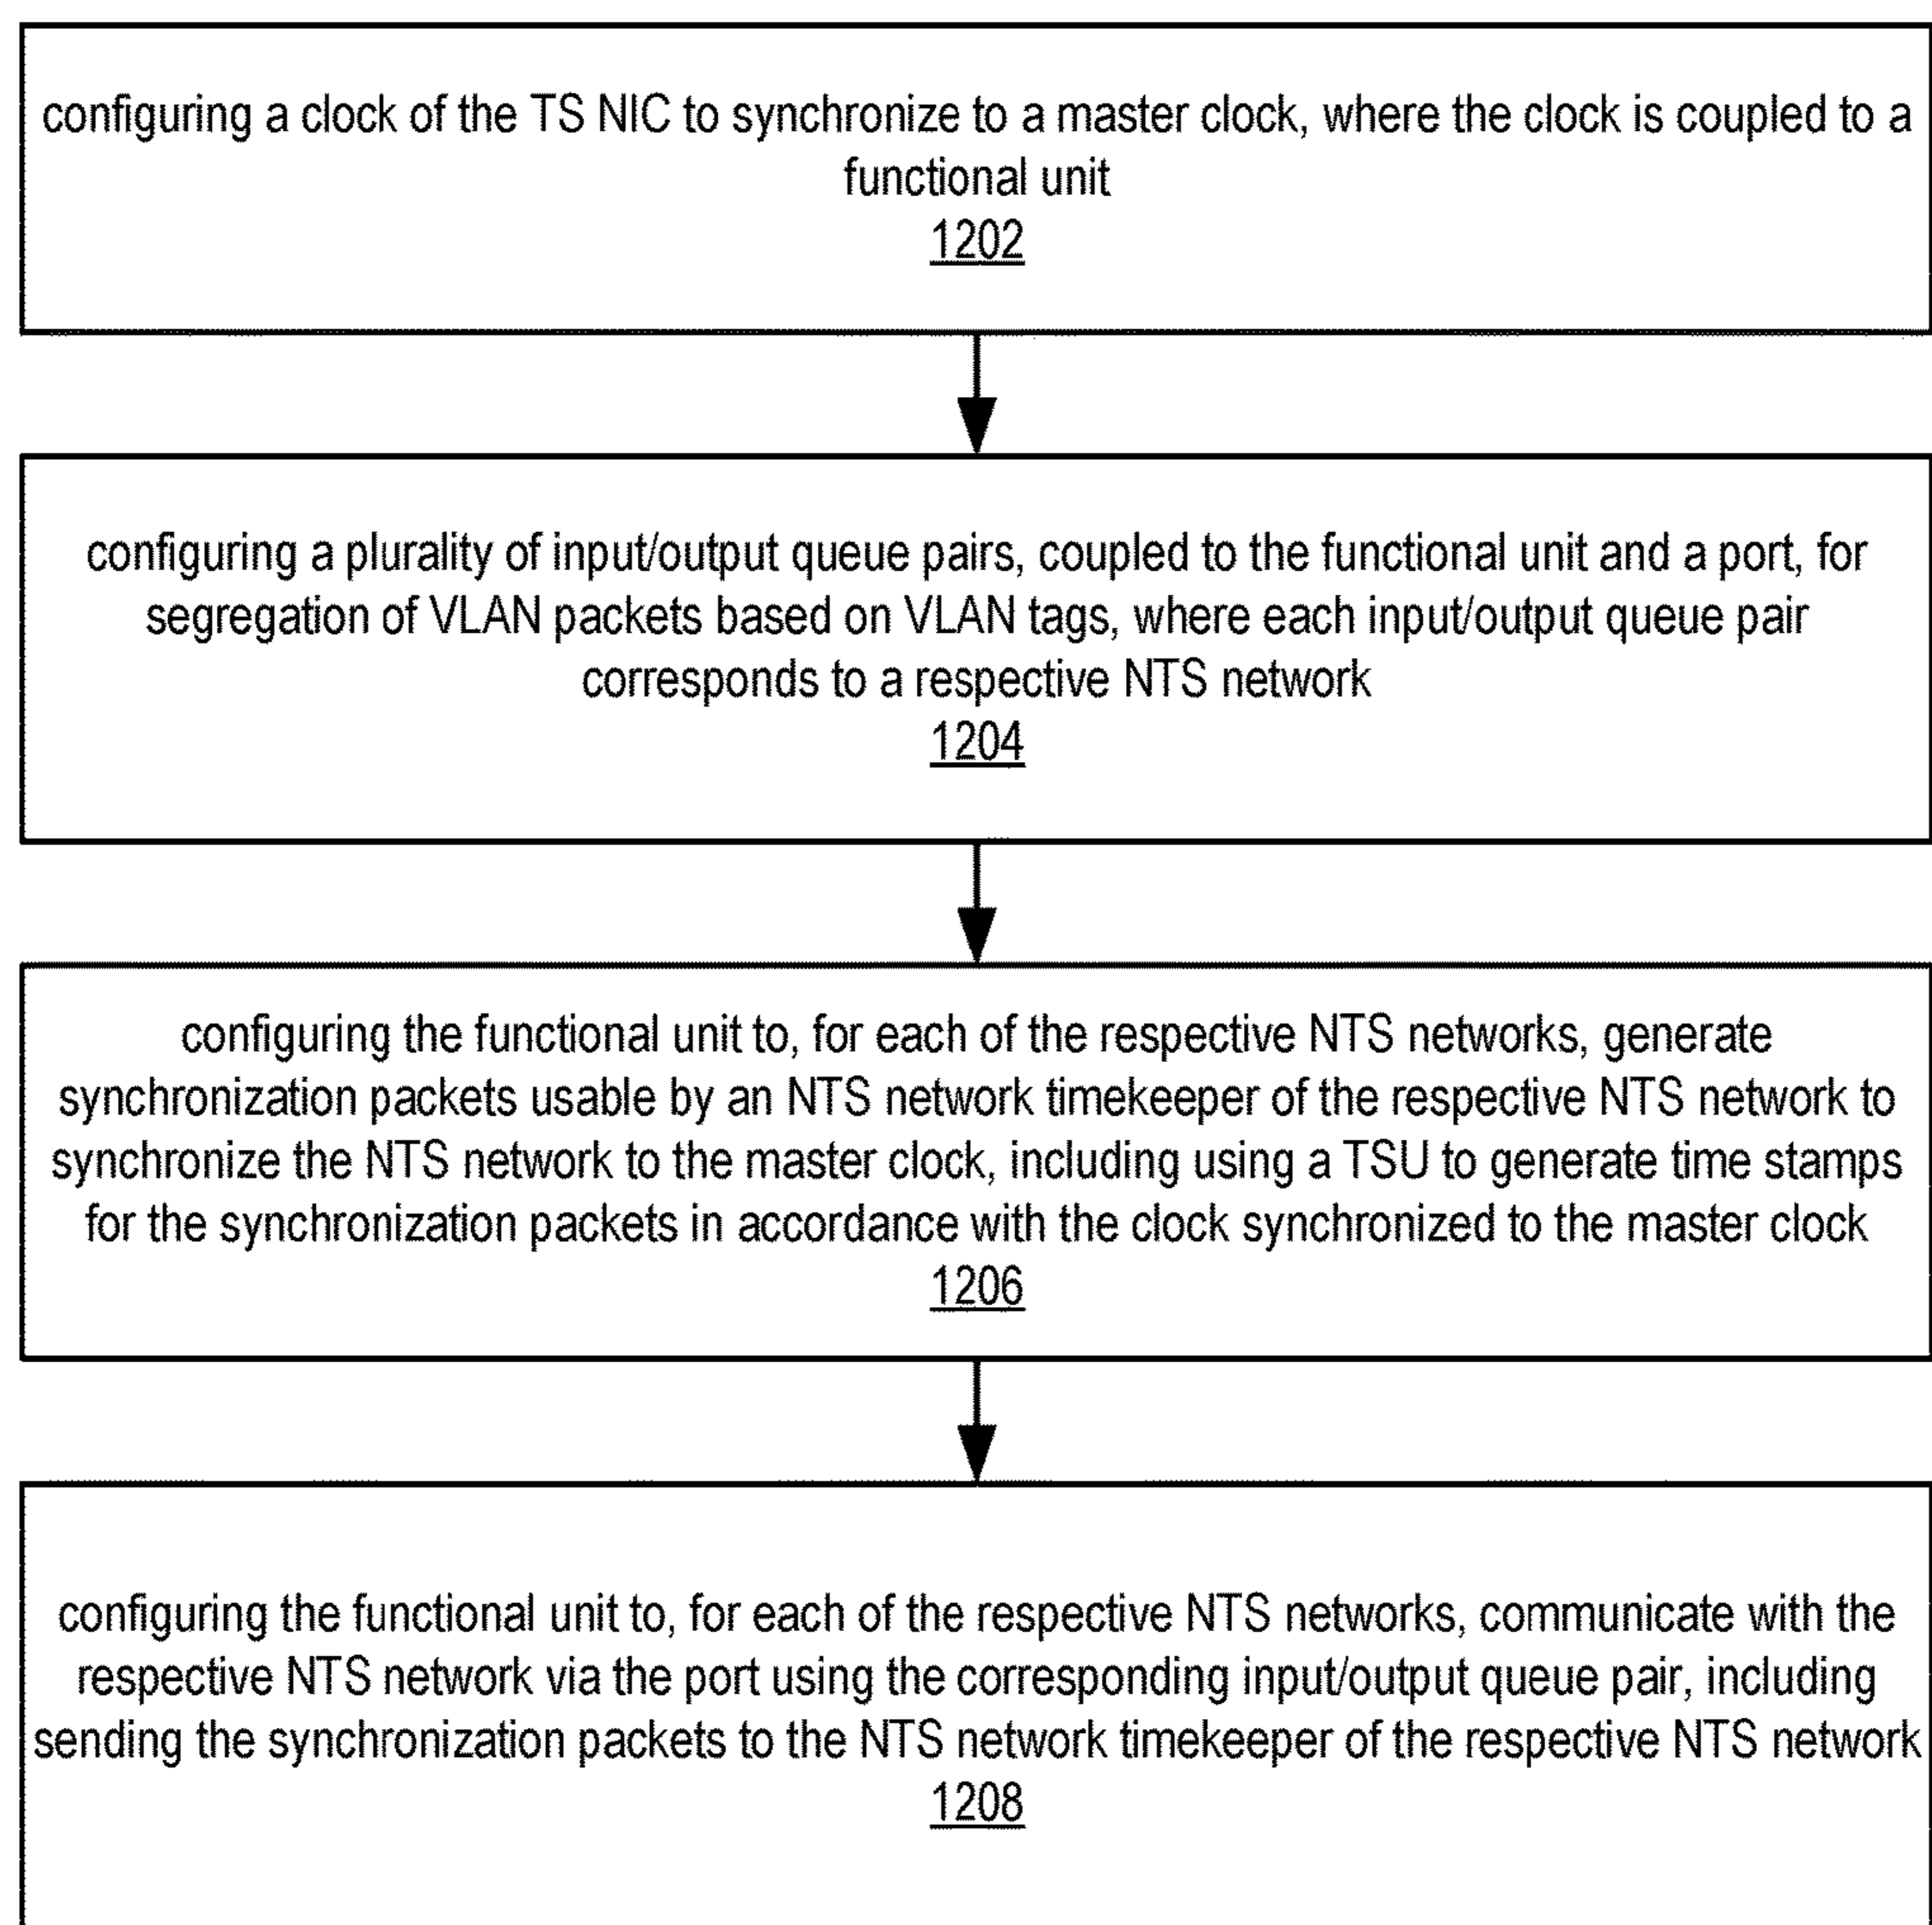 configuring a clock of the TS NIC to synchronize to a master clock, where the clock is coupled to a
functional unit
1202
configuring a plurality of input/output queue pairs, coupled to the functional unit and a port, for
segregation of VLAN packets based on VLAN tags, where each input/output queue pair
corresponds to a respective NTS network
1204
configuring the functional unit to, for each of the respective NTS networks, generate
synchronization packets usable by an NTS network timekeeper of the respective NTS network to
synchronize the NTS network to the master clock, including using a TSU to generate time stamps
for the synchronization packets in accordance with the clock synchronized to the master clock
1206
configuring the functional unit to, for each of the respective NTS networks, communicate with the
respective NTS network via the port using the corresponding input/output queue pair, including
sending the synchronization packets to the NTS network timekeeper of the respective NTS network
1208